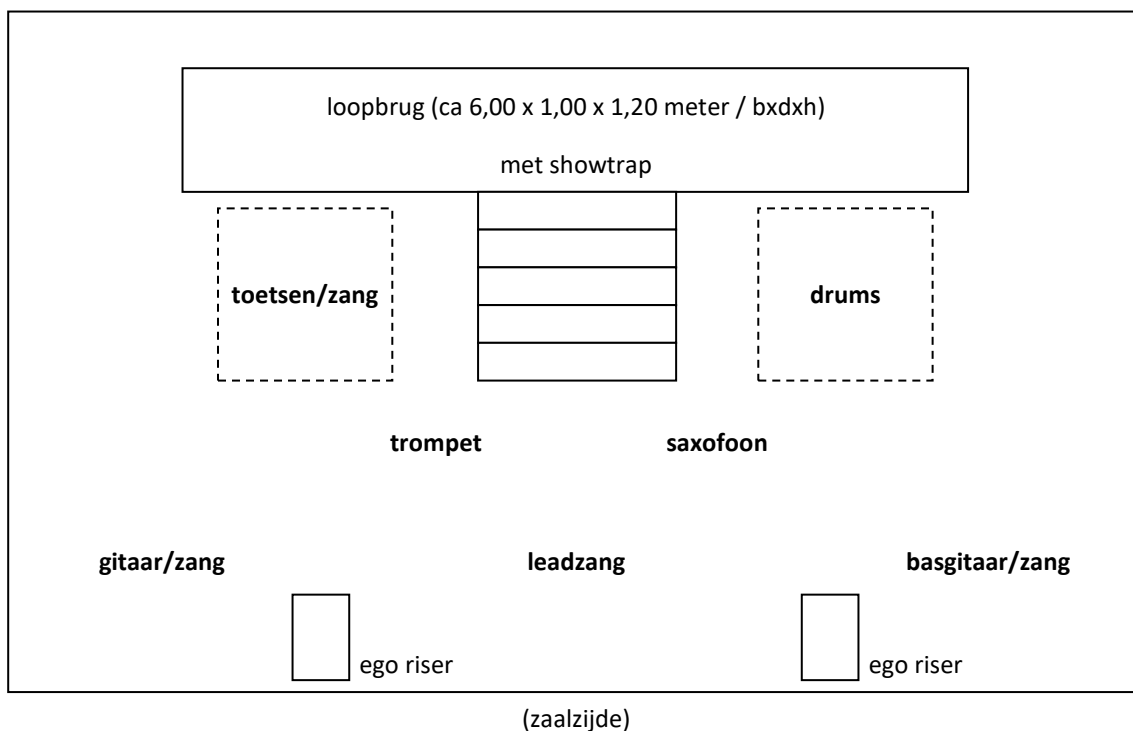 loopbrug (ca 6,00 x 1,00 x 1,20 meter / bxdxh)
met showtrap
toetsen/zang
drums
trompet
saxofoon
gitaar/zang
leadzang
basgitaar/zang
ego riser
ego riser
(zaalzijde)